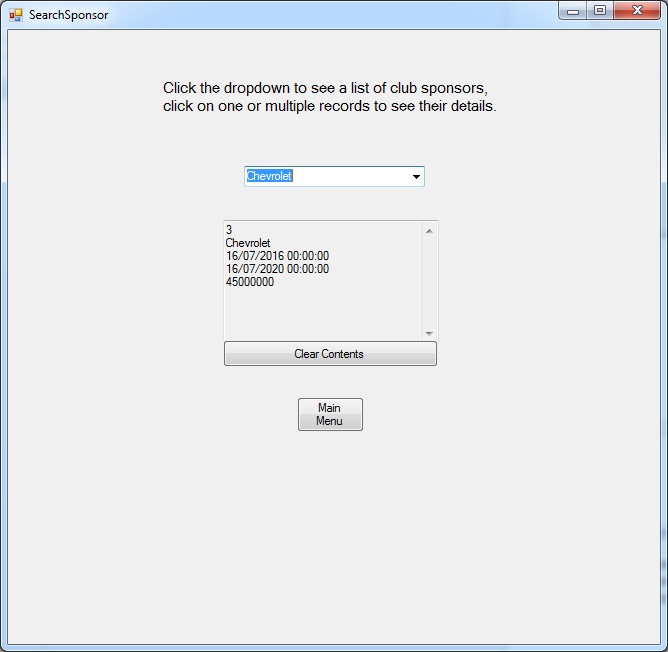 SearchSponsor
Click the dropdown to see a list of club sponsors,
click on one or multiple records to see their details.
Chevrolet
3
Chevrolet
16/07/2016 00:00:00
16/07/2020 00:00:00
45000000
Clear Contents
Main
Menu